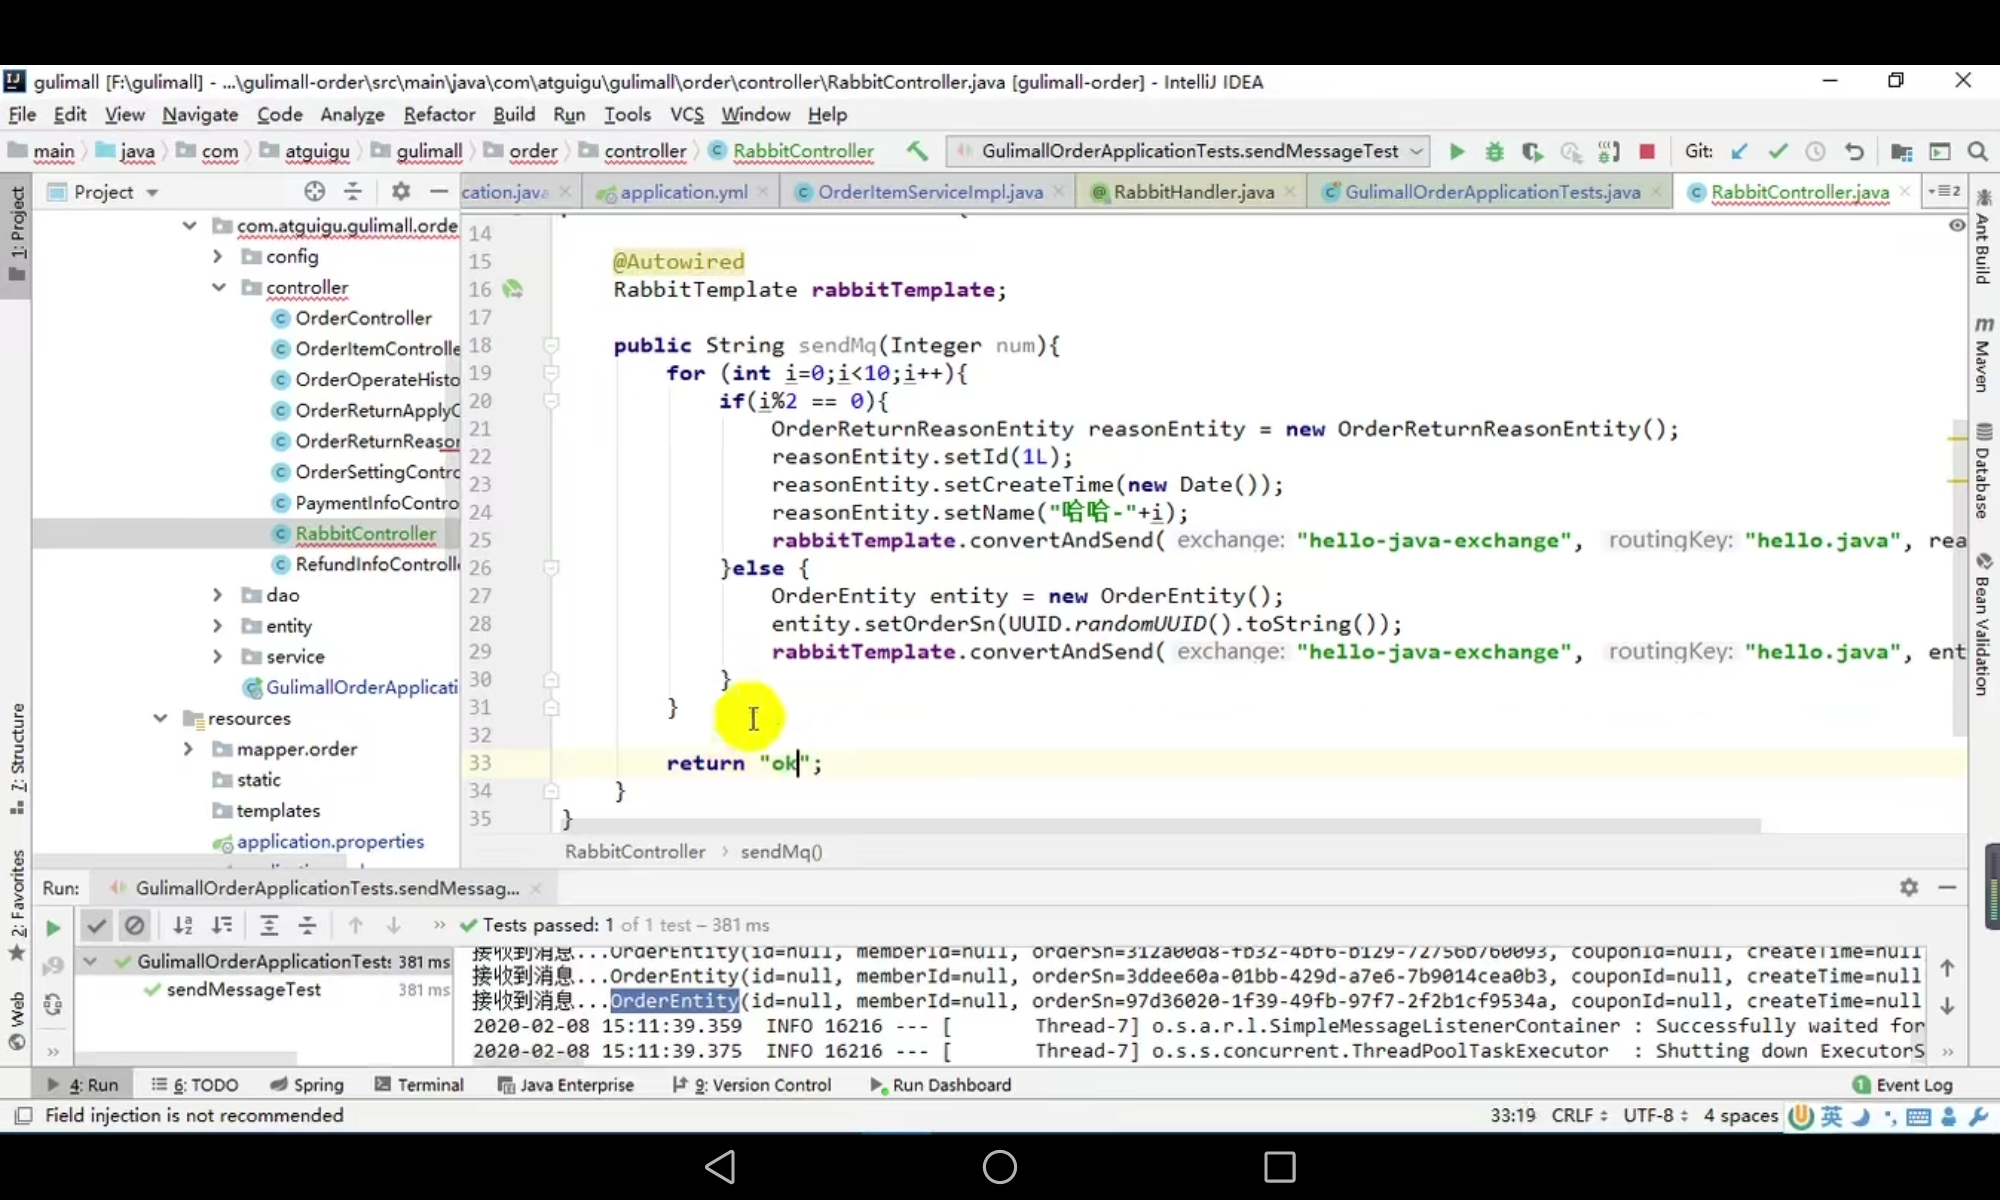 gulimall [F:\gulimall] - ...\gulimall-order\src\main\java\com\atguigu\gulimall\order\controller\RabbitController.java [gulimall-order] - IntelliJ IDEA
File Edit View Navigate Code Analyze Refactor Build Run Tools VCS Window Help
main java com atguigu gulimall order controller RabbitController GulimallOrderApplicationTests.sendMessageTest Git:
1: Project
Project
cation.java application.yml OrderItemServiceImpl.java RabbitHandler.java GulimallOrderApplicationTests.java RabbitController.java 2
com.atguigu.gulimall.orde
config
controller
OrderController
OrderItemControlle
OrderOperateHisto
OrderReturnApplyC
OrderReturnReason
OrderSettingContro
PaymentInfoContro
RabbitController
RefundInfoControll
dao
entity
service
GulimallOrderApplicati
resources
mapper.order
static
templates
application.properties
14
15 @Autowired
16 RabbitTemplate rabbitTemplate;
17
18 public String sendMq(Integer num){
19 for (int i=0;i<10;i++){
20 if(i%2 == 0){
21 OrderReturnReasonEntity reasonEntity = new OrderReturnReasonEntity();
22 reasonEntity.setId(1L);
23 reasonEntity.setCreateTime(new Date());
24 reasonEntity.setName("哈哈-"+i);
25 rabbitTemplate.convertAndSend( exchange: "hello-java-exchange", routingKey: "hello.java", rea
26 }else {
27 OrderEntity entity = new OrderEntity();
28 entity.setOrderSn(UUID.randomUUID().toString());
29 rabbitTemplate.convertAndSend( exchange: "hello-java-exchange", routingKey: "hello.java", ent
30 }
31 }
32
33 return "ok";
34 }
35 }
RabbitController › sendMq()
Ant Build
Maven
Database
Bean Validation
7: Structure
2: Favorites
Web
Run: GulimallOrderApplicationTests.sendMessag...
» Tests passed: 1 of 1 test – 381 ms
GulimallOrderApplicationTests 381 ms
sendMessageTest 381 ms
接收到消息...OrderEntity(id=null, memberId=null, orderSn=312a00d8-fb32-4bf6-b129-72756b760093, couponId=null, createTime=null
接收到消息...OrderEntity(id=null, memberId=null, orderSn=3ddee60a-01bb-429d-a7e6-7b9014cea0b3, couponId=null, createTime=null
接收到消息...OrderEntity(id=null, memberId=null, orderSn=97d36020-1f39-49fb-97f7-2f2b1cf9534a, couponId=null, createTime=null
2020-02-08 15:11:39.359 INFO 16216 --- [ Thread-7] o.s.a.r.l.SimpleMessageListenerContainer : Successfully waited for
2020-02-08 15:11:39.375 INFO 16216 --- [ Thread-7] o.s.s.concurrent.ThreadPoolTaskExecutor : Shutting down ExecutorS
4: Run 6: TODO Spring Terminal Java Enterprise 9: Version Control Run Dashboard 1 Event Log
Field injection is not recommended 33:19 CRLF UTF-8 4 spaces 英